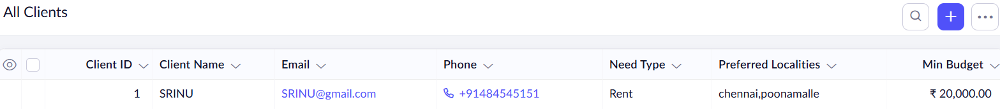 All Clients
Client ID Client Name Email Phone Need Type Preferred Localities Min Budget
1 SRINU SRINU@gmail.com +91484545151 Rent chennai,poonamalle ₹ 20,000.00